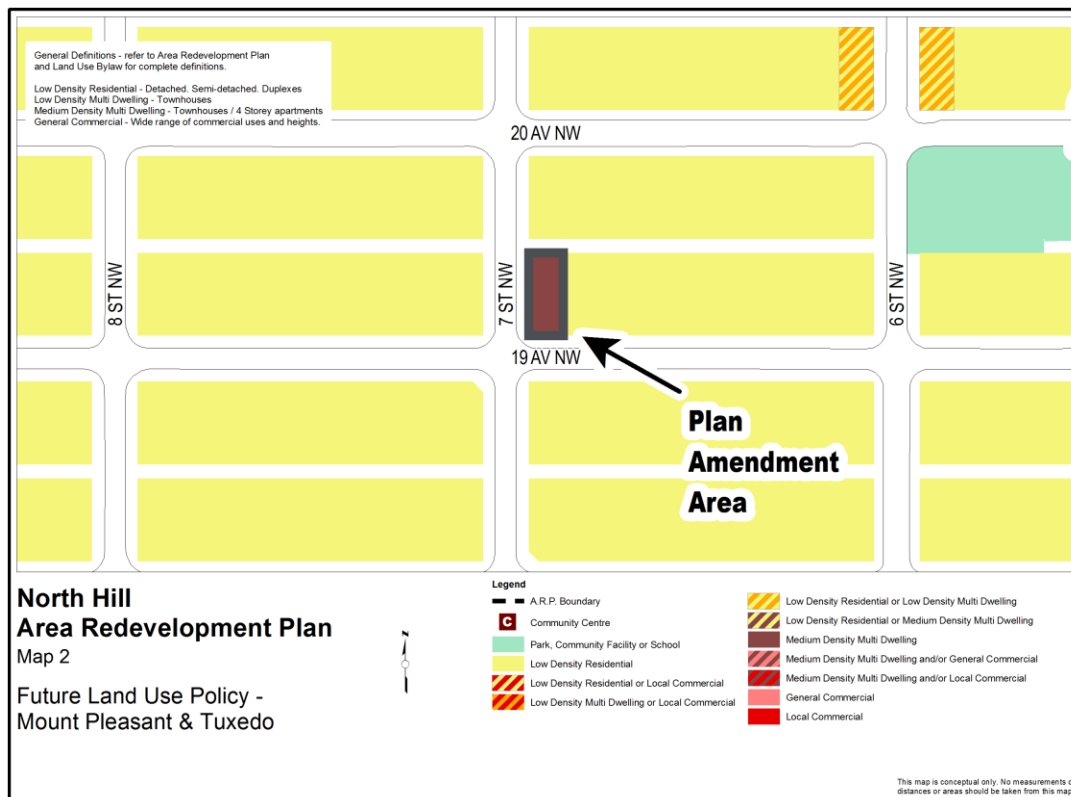 General Definitions - refer to Area Redevelopment Plan
and Land Use Bylaw for complete definitions.
Low Density Residential - Detached. Semi-detached. Duplexes
Low Density Multi Dwelling - Townhouses
Medium Density Multi Dwelling - Townhouses / 4 Storey apartments
General Commercial - Wide range of commercial uses and heights.
20 AV NW
8 ST NW
7 ST NW
6 ST NW
19 AV NW
Plan
Amendment
Area
North Hill
Area Redevelopment Plan
Map 2
Future Land Use Policy -
Mount Pleasant & Tuxedo
N
Legend
A.R.P. Boundary
C Community Centre
Park, Community Facility or School
Low Density Residential
Low Density Residential or Local Commercial
Low Density Multi Dwelling or Local Commercial
Low Density Residential or Low Density Multi Dwelling
Low Density Residential or Medium Density Multi Dwelling
Medium Density Multi Dwelling
Medium Density Multi Dwelling and/or General Commercial
Medium Density Multi Dwelling and/or Local Commercial
General Commercial
Local Commercial
This map is conceptual only. No measurements o
distances or areas should be taken from this map